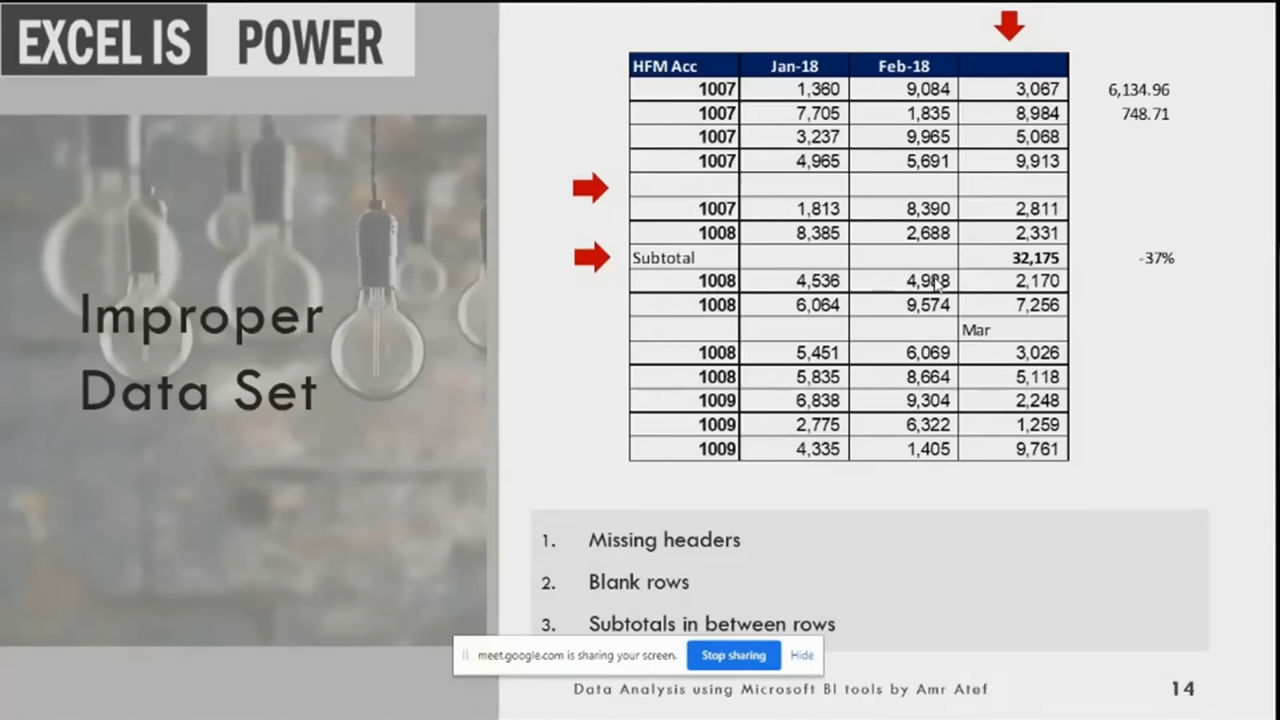 EXCEL IS POWER
Improper
Data Set
HFM Acc Jan-18 Feb-18
1007 1,360 9,084 3,067 6,134.96
1007 7,705 1,835 8,984 748.71
1007 3,237 9,965 5,068
1007 4,965 5,691 9,913
1007 1,813 8,390 2,811
1008 8,385 2,688 2,331
Subtotal 32,175 -37%
1008 4,536 2,170
1008 6,064 9,574 7,256
Mar
1008 5,451 6,069 3,026
1008 5,835 8,664 5,118
1009 6,838 9,304 2,248
1009 2,775 6,322 1,259
1009 4,335 1,405 9,761
1. Missing headers
2. Blank rows
3. Subtotals in between rows
meet.google.com is sharing your screen. Stop sharing Hide
Data Analysis using Microsoft BI tools by Amr Atef 14